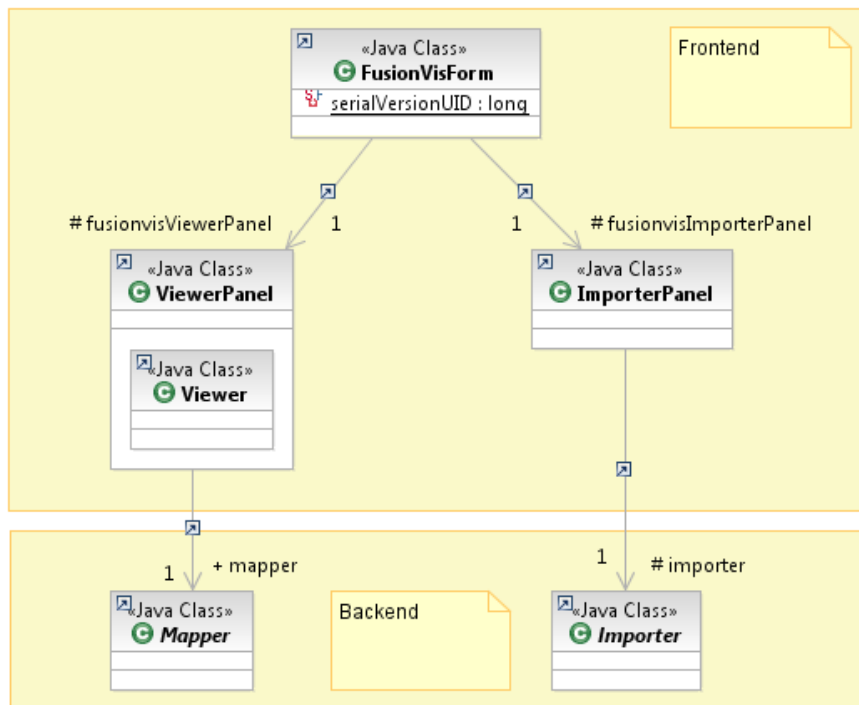 «Java Class»
FusionVisForm
serialVersionUID : long
Frontend
# fusionvisViewerPanel
1
1
# fusionvisImporterPanel
«Java Class»
ViewerPanel
«Java Class»
ImporterPanel
«Java Class»
Viewer
1
+ mapper
1
# importer
«Java Class»
Mapper
Backend
«Java Class»
Importer